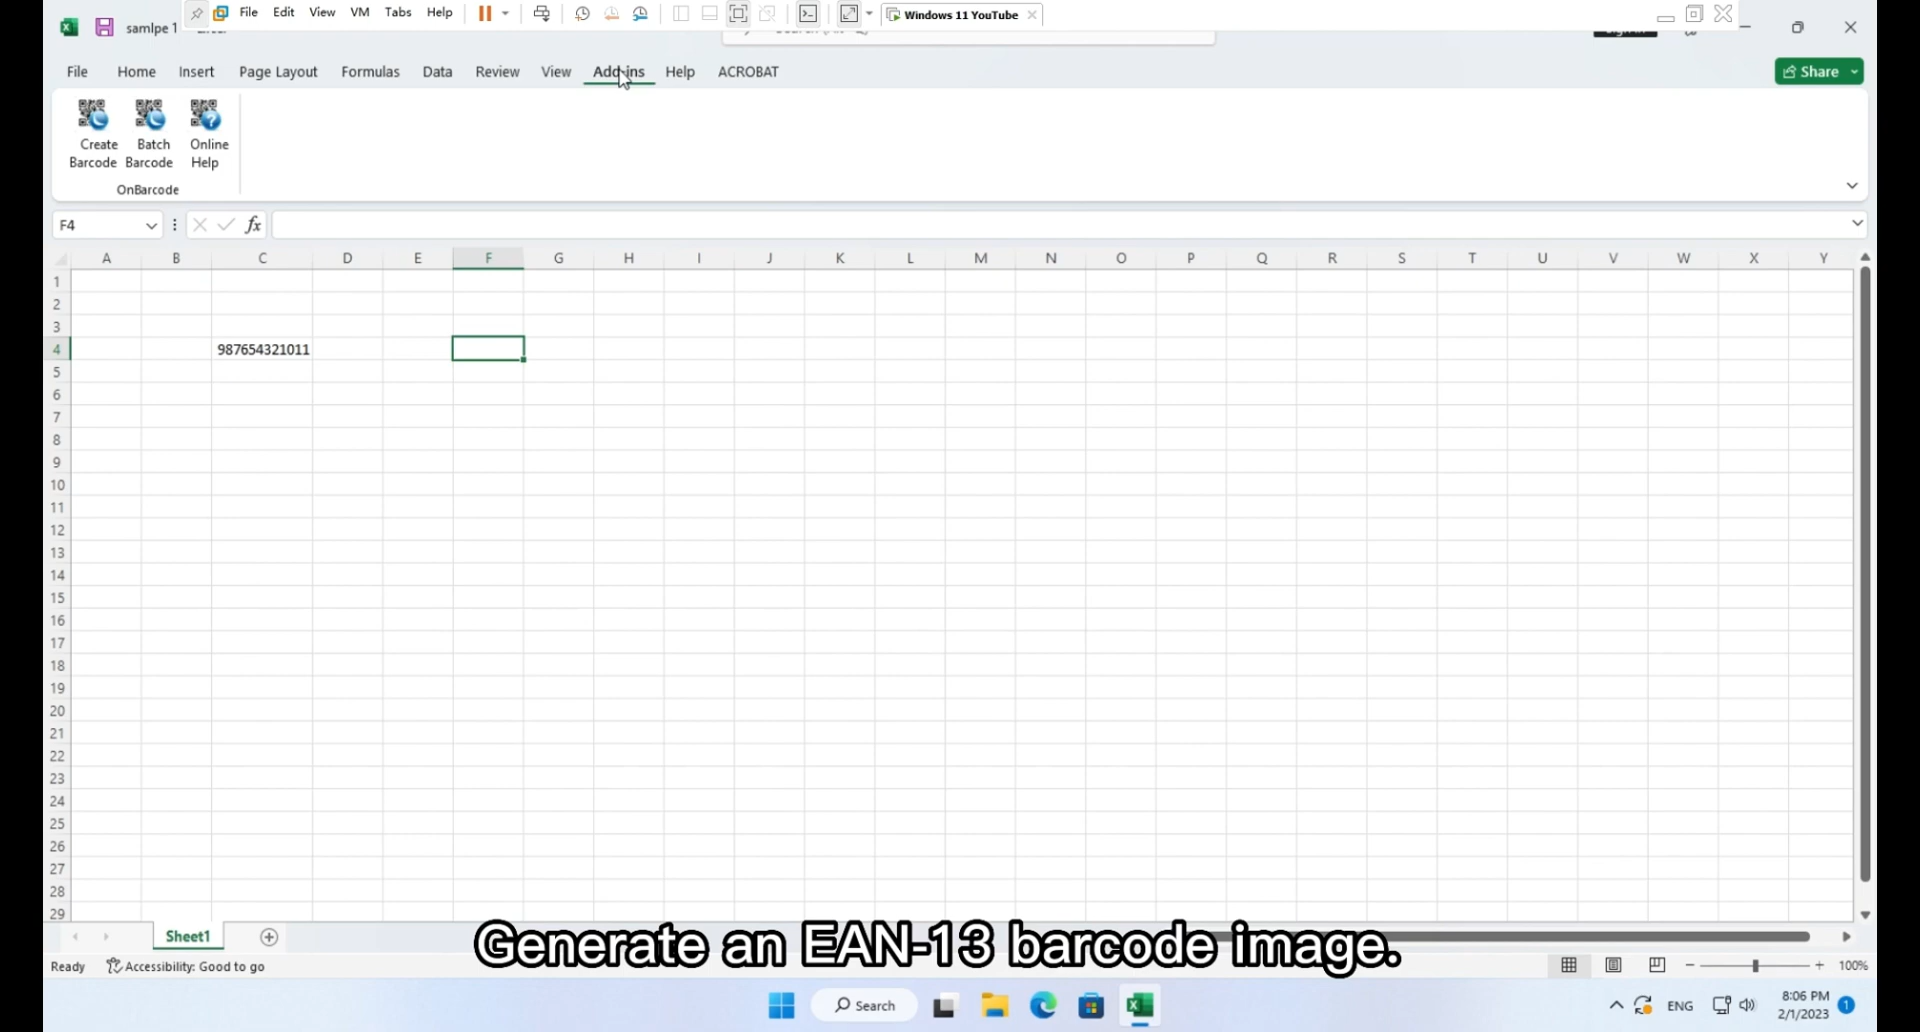 File Edit View VM Tabs Help Windows 11 YouTube
samlpe 1
File Home Insert Page Layout Formulas Data Review View Add-ins Help ACROBAT Share
Create Batch Online
Barcode Barcode Help
OnBarcode
F4 fx
A B C D E F G H I J K L M N O P Q R S T U V W X Y
1
2
3
4 987654321011
5
6
7
8
9
10
11
12
13
14
15
16
17
18
19
20
21
22
23
24
25
26
27
28
29
Sheet1
Generate an EAN-13 barcode image.
Ready Accessibility: Good to go 100%
Search ENG 8:06 PM 1
2/1/2023